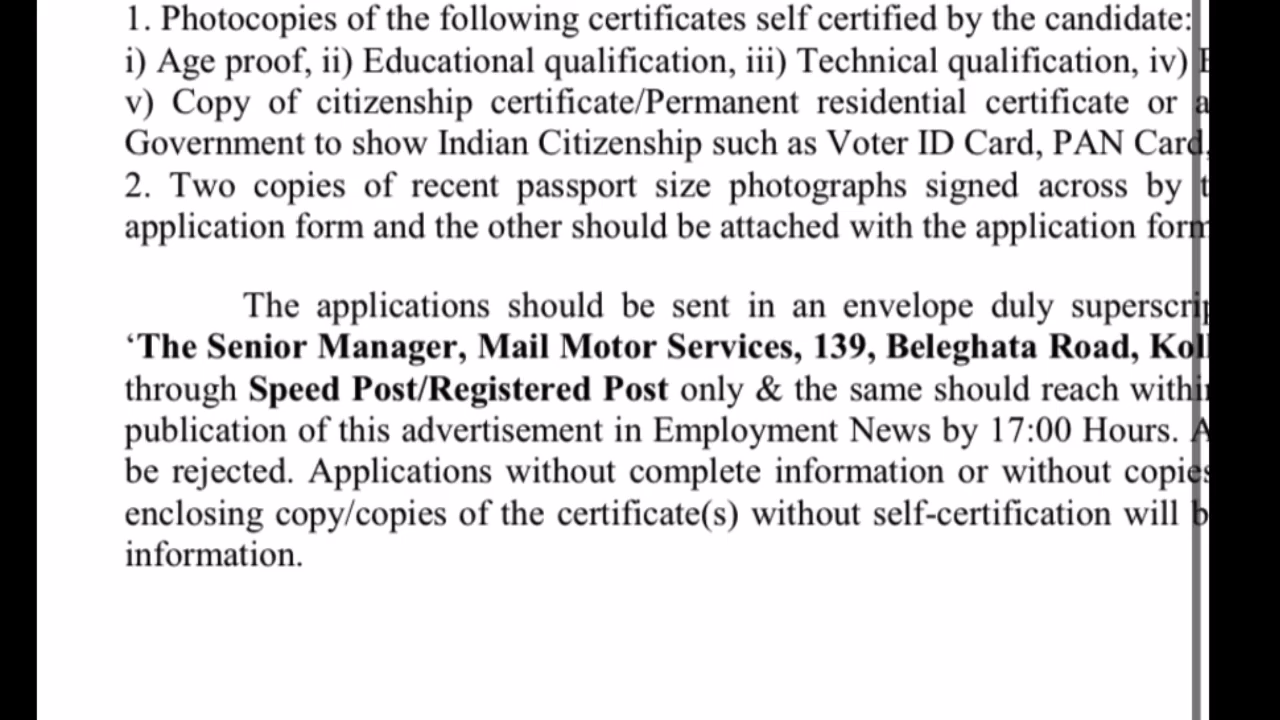 1. Photocopies of the following certificates self certified by the candidate:
i) Age proof, ii) Educational qualification, iii) Technical qualification, iv)
v) Copy of citizenship certificate/Permanent residential certificate or
Government to show Indian Citizenship such as Voter ID Card, PAN Card,
2. Two copies of recent passport size photographs signed across by
application form and the other should be attached with the application form
The applications should be sent in an envelope duly
‘The Senior Manager, Mail Motor Services, 139, Beleghata Road,
through Speed Post/Registered Post only & the same should reach
publication of this advertisement in Employment News by 17:00 Hours.
be rejected. Applications without complete information or without copies
enclosing copy/copies of the certificate(s) without self-certification will
information.